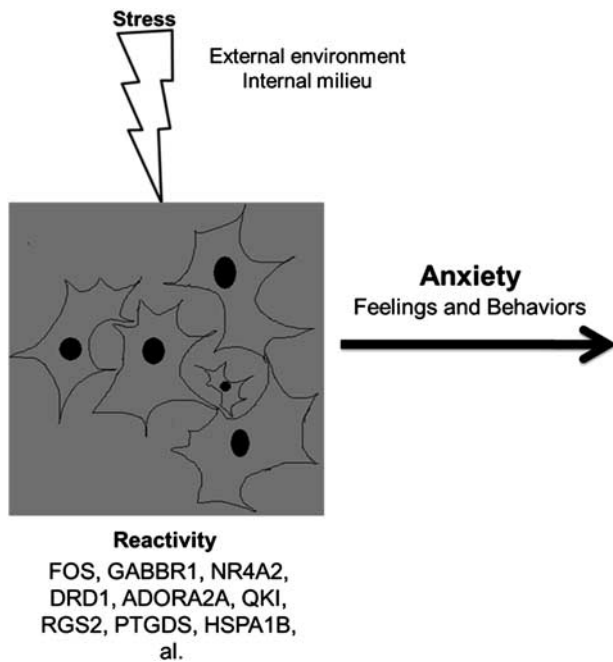 Stress
External environment
Internal milieu
Anxiety
Feelings and Behaviors
Reactivity
FOS, GABBR1, NR4A2,
DRD1, ADORA2A, QKI,
RGS2, PTGDS, HSPA1B,
al.